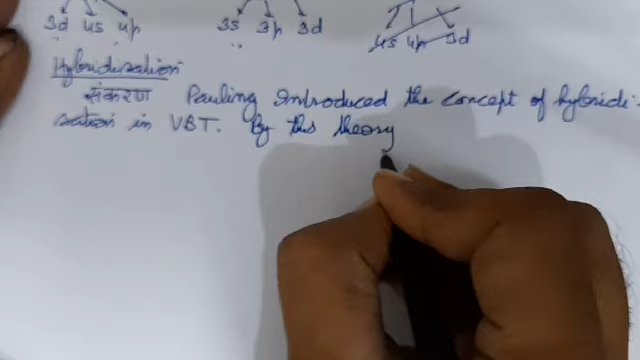 3d 4s 4p 3s 3p 3d 4s 4p 3d
Hybridisation
संकरण Pauling Introduced the concept of hybridi-
sation in VBT. By this theory